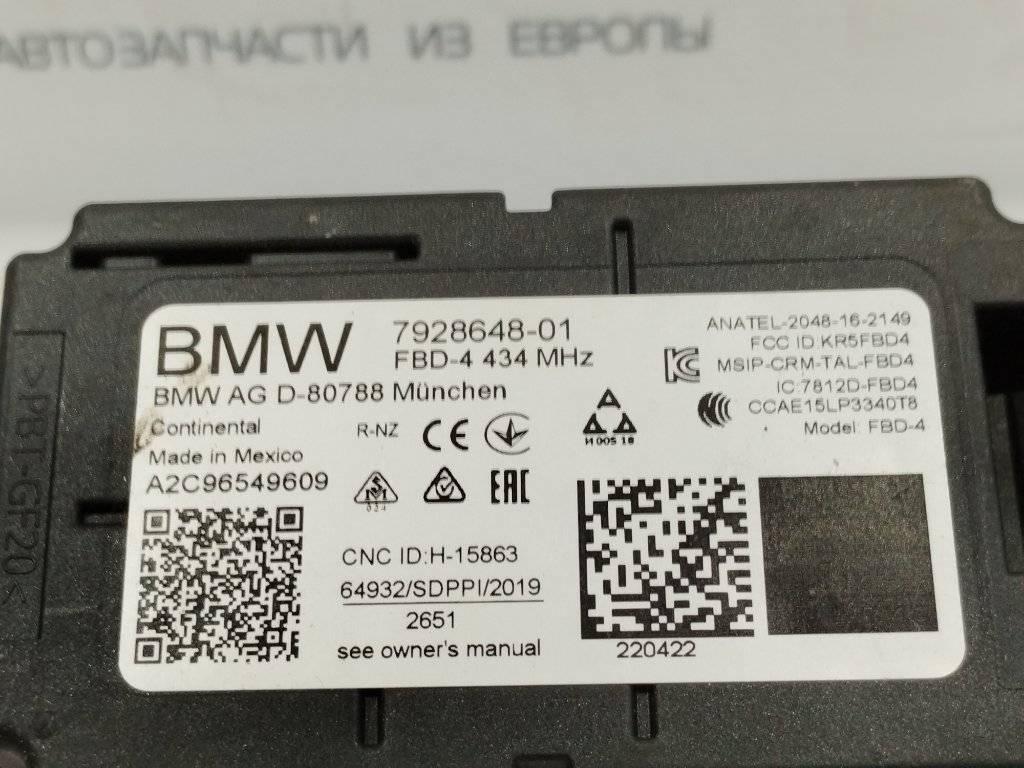 АВТОЗАПЧАСТИ ИЗ ЕВРОПЫ
BMW
7928648-01
FBD-4 434 MHz
BMW AG D-80788 München
Continental
R-NZ
CE
Made in Mexico
A2C96549609
EAC
024
CNC ID:H-15863
64932/SDPPI/2019
2651
see owner's manual
ANATEL-2048-16-2149
FCC ID:KR5FBD4
MSIP-CRM-TAL-FBD4
IC:7812D-FBD4
CCAE15LP3340T8
Model: FBD-4
И 005 18
220422
>PBT-GF20<